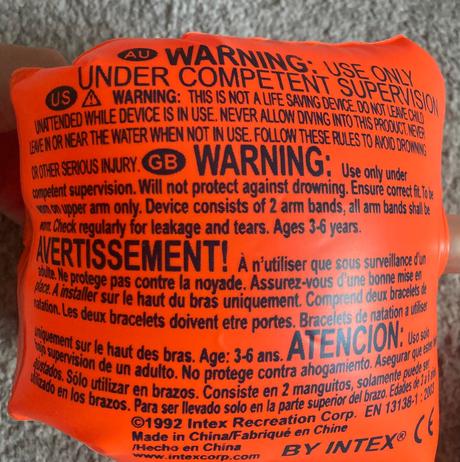 AU WARNING: USE ONLY
UNDER COMPETENT SUPERVISION
US WARNING: THIS IS NOT A LIFE SAVING DEVICE. DO NOT LEAVE CHILD
UNATTENDED WHILE DEVICE IS IN USE. NEVER ALLOW DIVING INTO THIS PRODUCT. NEVER
LEAVE IN OR NEAR THE WATER WHEN NOT IN USE. FOLLOW THESE RULES TO AVOID DROWNING
OR OTHER SERIOUS INJURY. GB WARNING: Use only under
competent supervision. Will not protect against drowning. Ensure correct fit. To be
worn on upper arm only. Device consists of 2 arm bands, all arm bands shall be
worn. Check regularly for leakage and tears. Ages 3-6 years.
AVERTISSEMENT! À n'utiliser que sous surveillance d'un
adulte. Ne protege pas contre la noyade. Assurez-vous d'une bonne mise en
place. A installer sur le haut du bras uniquement. Comprend deux bracelets de
natation. Les deux bracelets doivent etre portes. Bracelets de natation a utiliser
uniquement sur le haut des bras. Age: 3-6 ans. ATENCION: Uso solo
bajo supervisión de un adulto. No protege contra ahogamiento. Asegurar que estén
ajustados. Sólo utilizar en brazos. Consiste en 2 manguitos, solamente puede ser
utilizado en los brazos. Para ser llevado solo en la parte superior del brazo. Edades de 3 a 6
©1992 Intex Recreation Corp. EN 13138-1:
Made in China/Fabriqué en Chine
/Hecho en China BY INTEX® CE
www.intexcorp.com